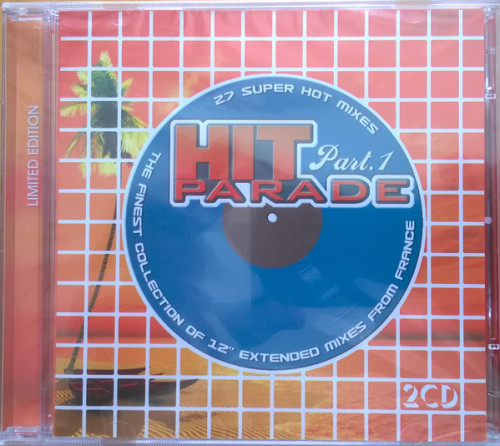 LIMITED EDITION
27 SUPER HOT MIXES
HIT
Part.1
PARADE
THE FINEST COLLECTION OF 12" EXTENDED MIXES FROM FRANCE
2CD